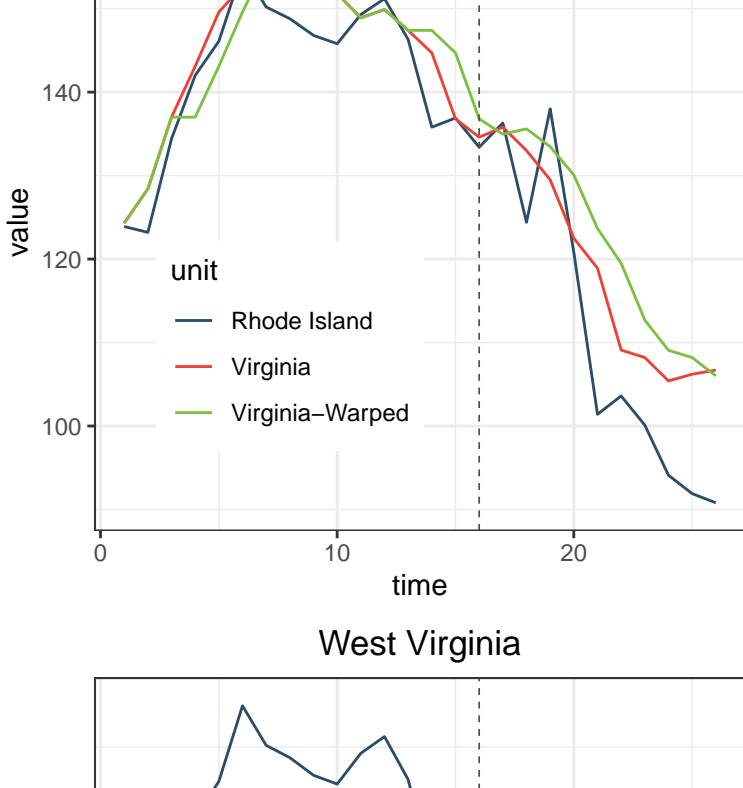 140
120
100
value
unit
Rhode Island
Virginia
Virginia−Warped
0
10
20
time
West Virginia